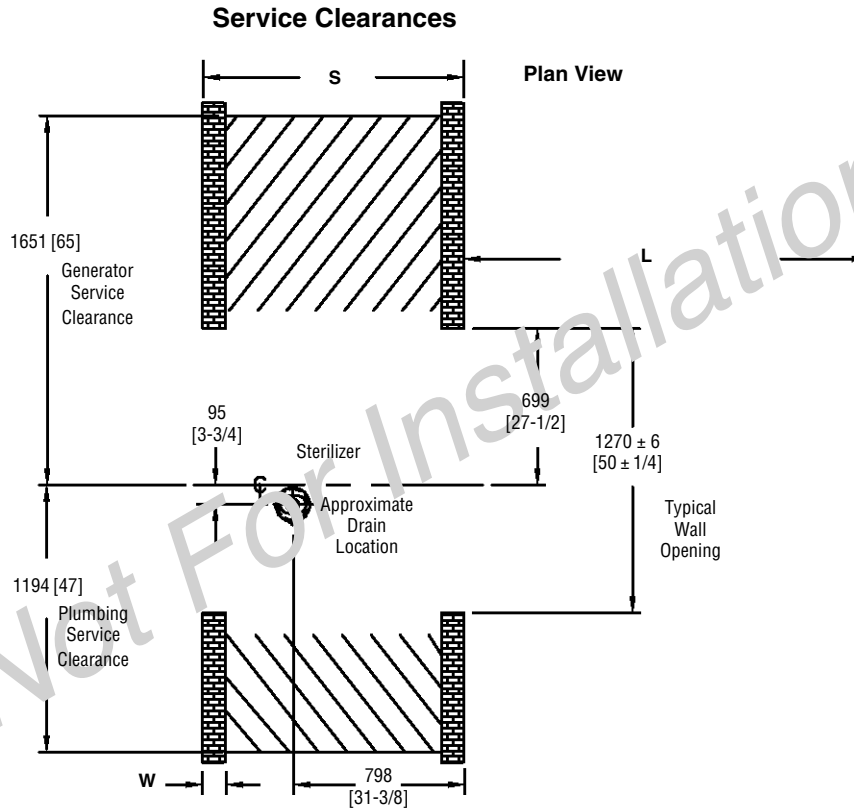 Service Clearances
S
Plan View
1651 [65]
Generator
Service
Clearance
L
95
[3-3/4]
699
[27-1/2]
Sterilizer
1270 ± 6
[50 ± 1/4]
℄
Approximate
Drain
Location
Typical
Wall
Opening
1194 [47]
Plumbing
Service
Clearance
W
798
[31-3/8]
Not For Installation